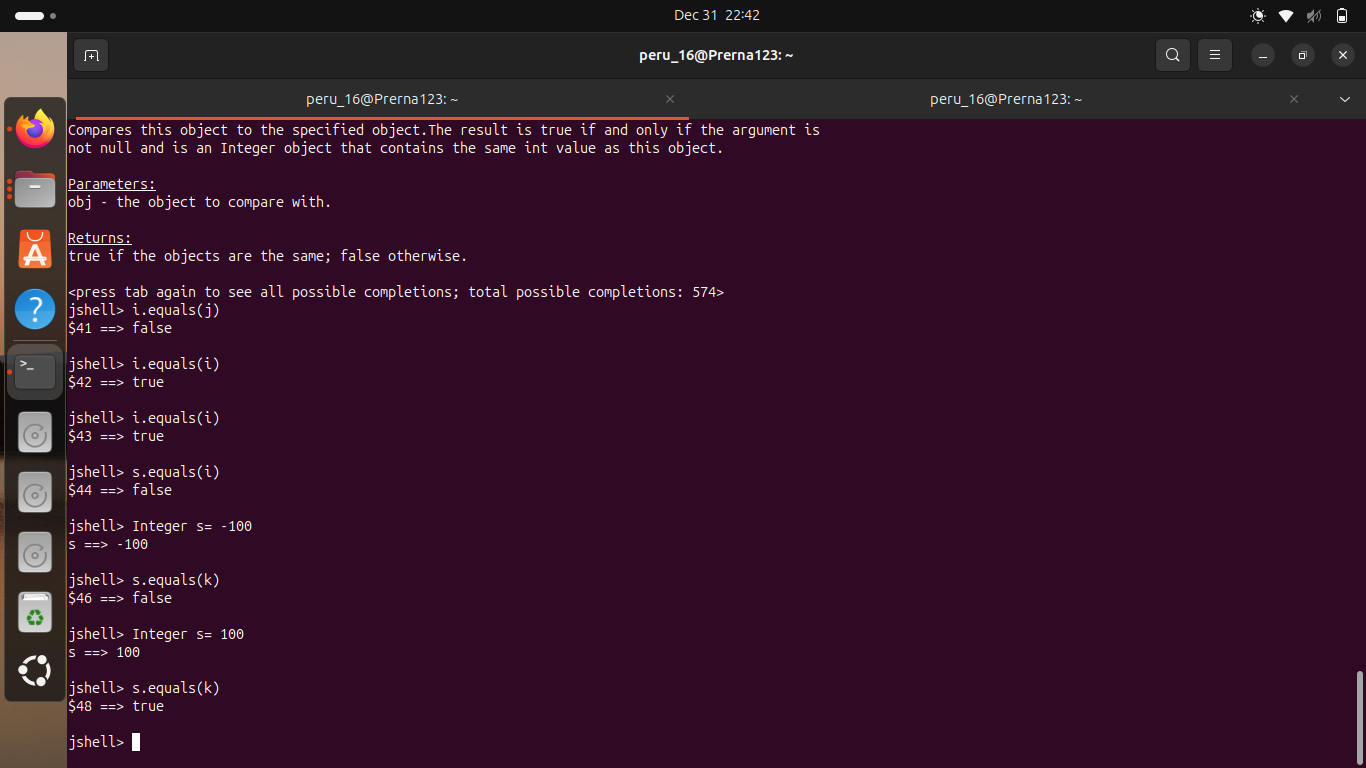 Dec 31 22:42
peru_16@Prerna123: ~
peru_16@Prerna123: ~
peru_16@Prerna123: ~
Compares this object to the specified object.The result is true if and only if the argument is
not null and is an Integer object that contains the same int value as this object.
Parameters:
obj - the object to compare with.
Returns:
true if the objects are the same; false otherwise.
<press tab again to see all possible completions; total possible completions: 574>
jshell> i.equals(j)
$41 ==> false
jshell> i.equals(i)
$42 ==> true
jshell> i.equals(i)
$43 ==> true
jshell> s.equals(i)
$44 ==> false
jshell> Integer s= -100
s ==> -100
jshell> s.equals(k)
$46 ==> false
jshell> Integer s= 100
s ==> 100
jshell> s.equals(k)
$48 ==> true
jshell>